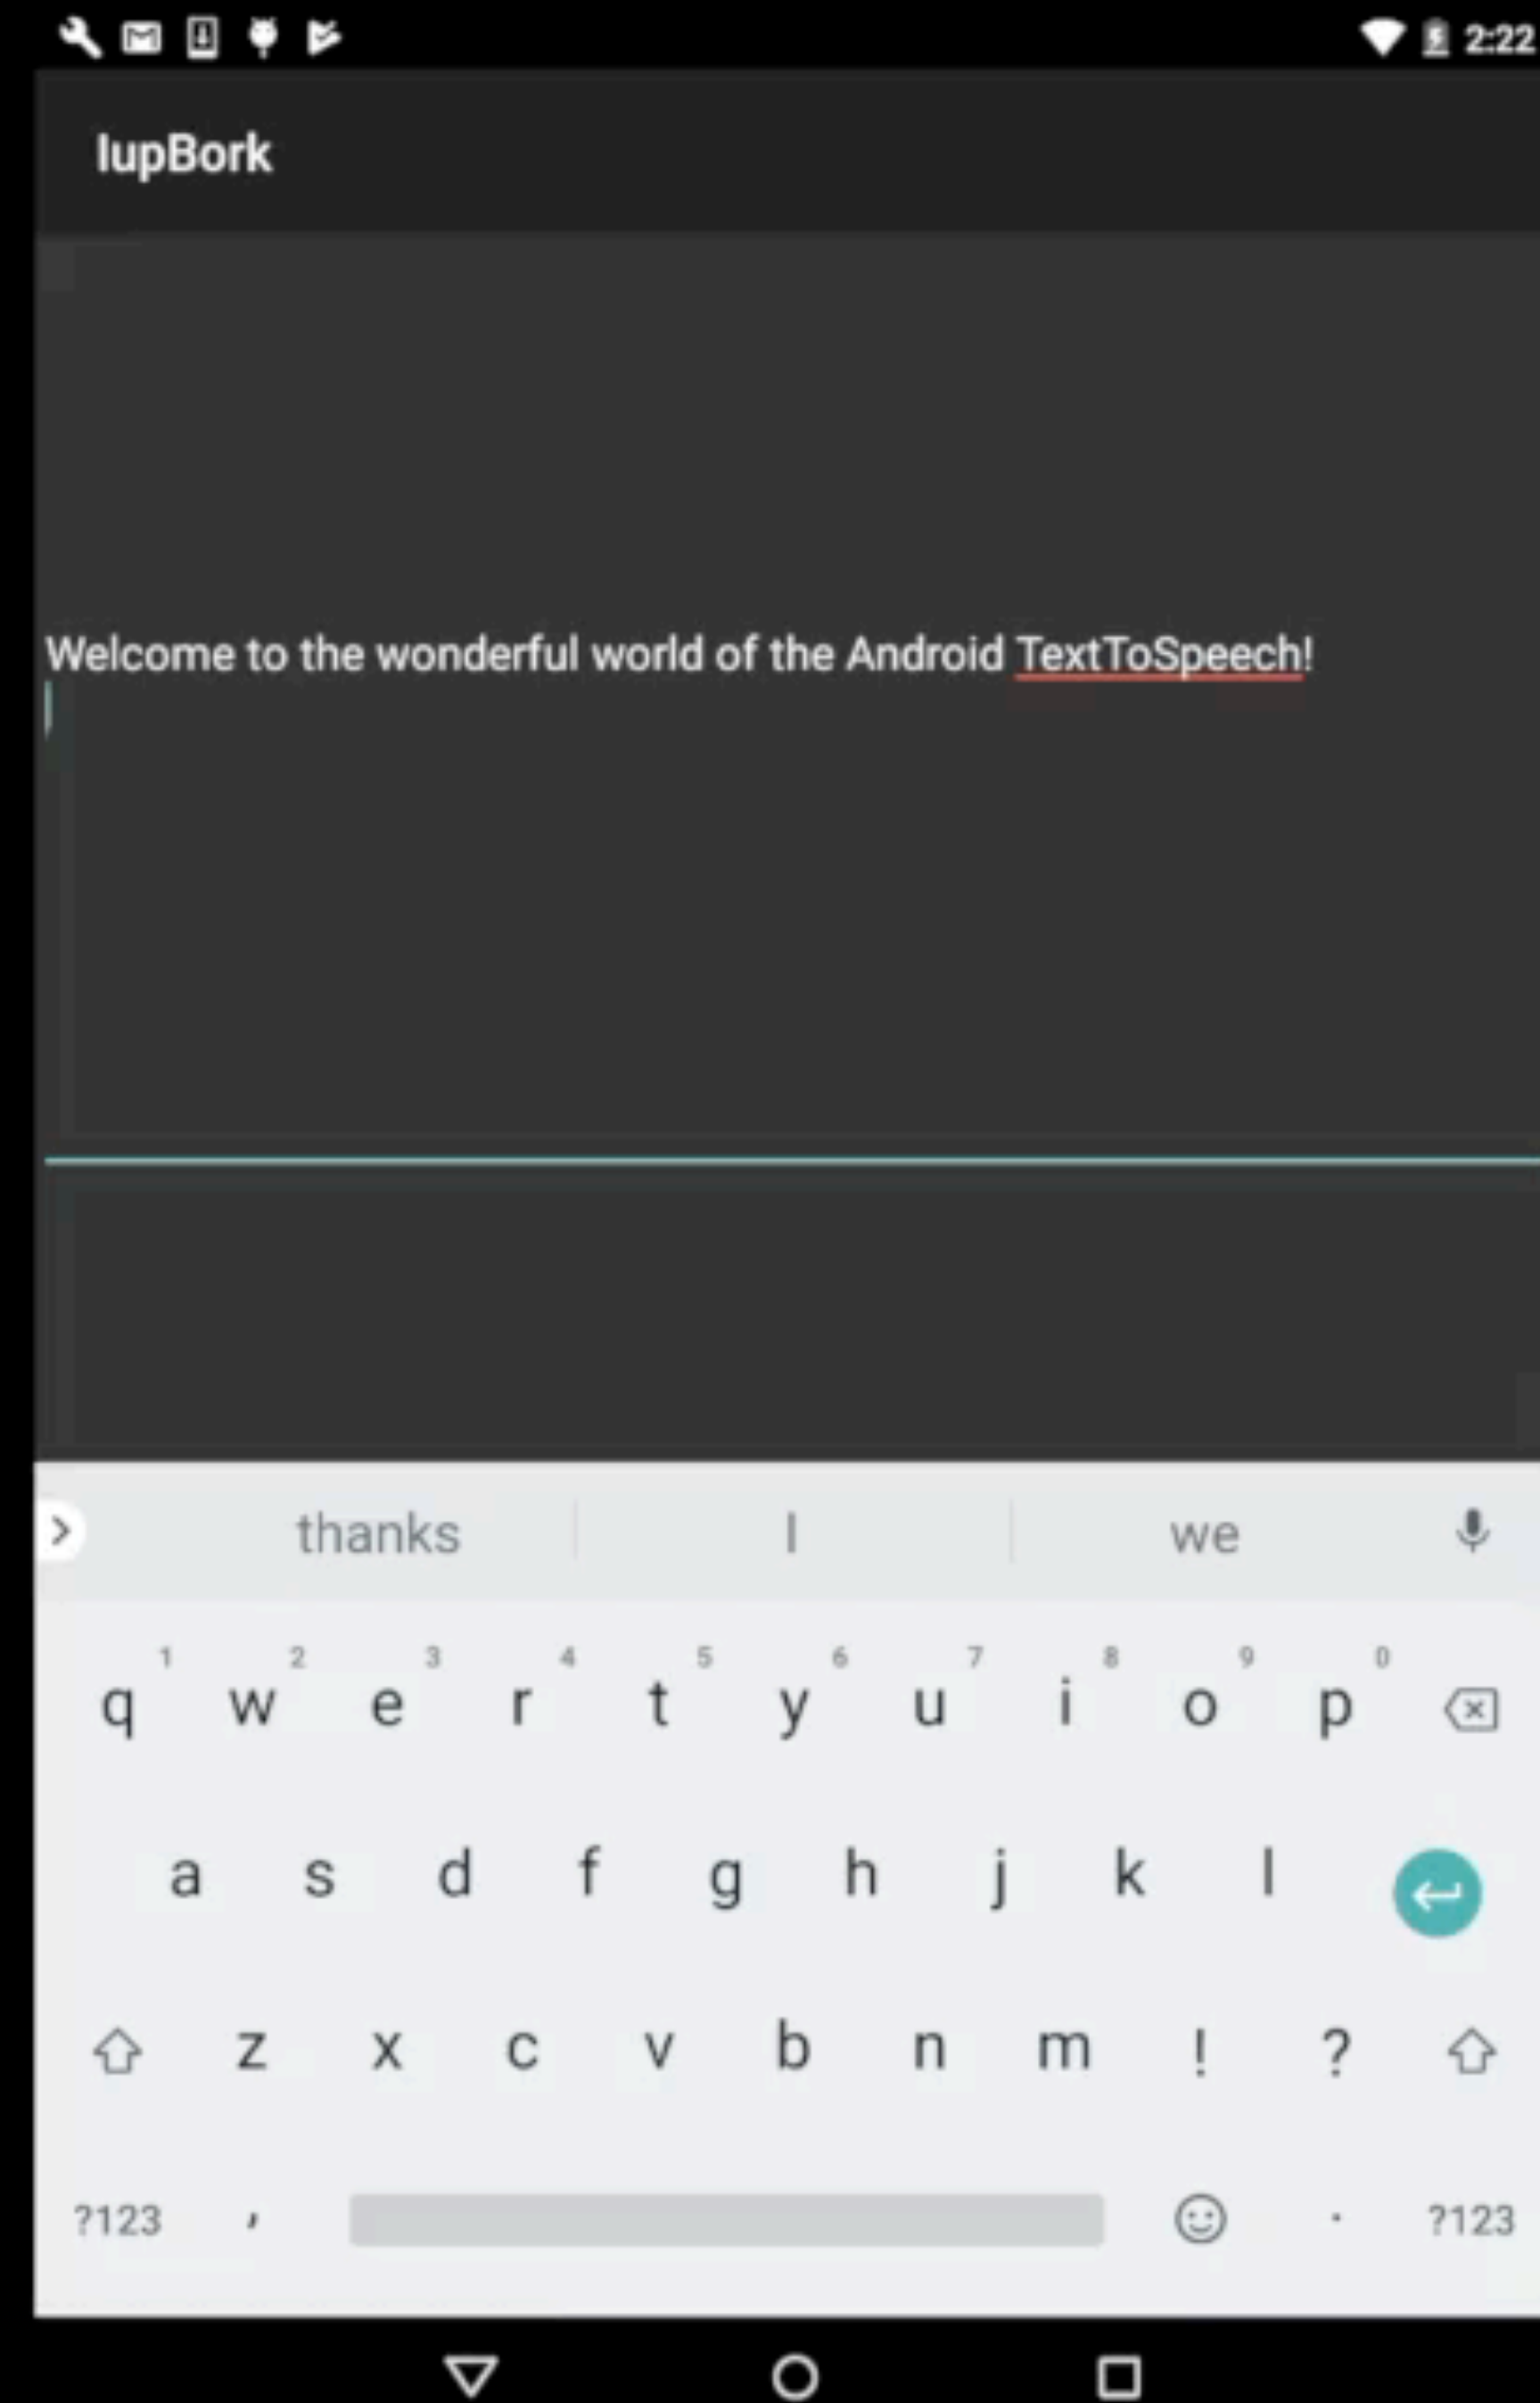 2:22
IupBork
Welcome to the wonderful world of the Android TextToSpeech!
thanks I we
1 2 3 4 5 6 7 8 9 0
q w e r t y u i o p
a s d f g h j k l
z x c v b n m ! ?
?123 , . ?123